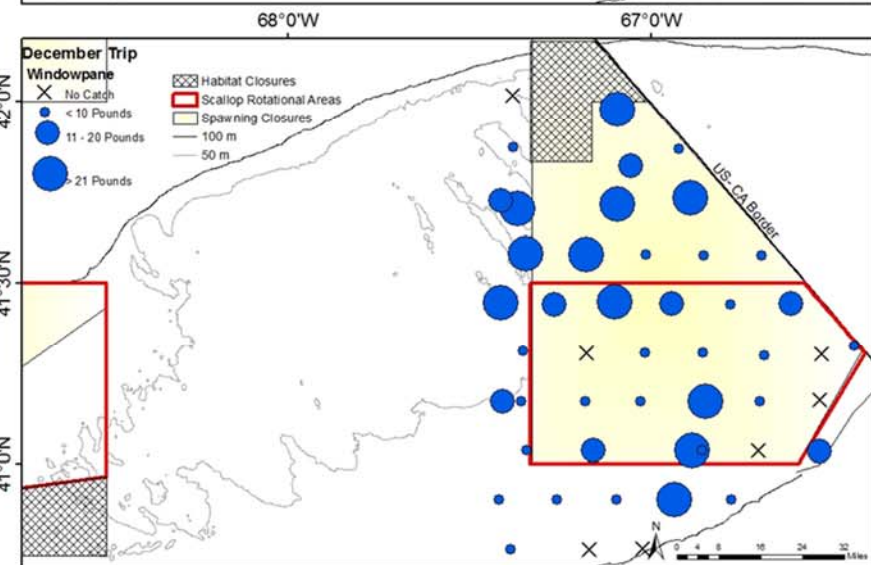 68°0'W 67°0'W
December Trip
Windowpane
No Catch
< 10 Pounds
11 - 20 Pounds
> 21 Pounds
Habitat Closures
Scallop Rotational Areas
Spawning Closures
100 m
50 m
42°0'N
US- CA Border
41°30'N
41°0'N
N
0 4 8 16 24 32
Miles